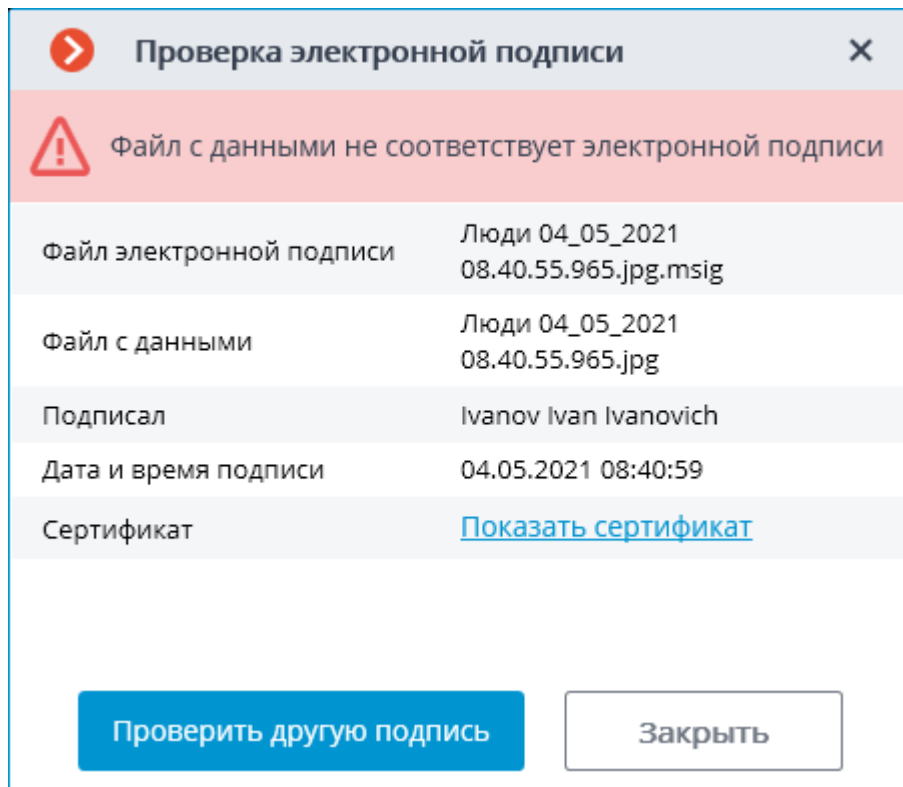 Проверка электронной подписи
Файл с данными не соответствует электронной подписи
Файл электронной подписи
Люди 04_05_2021
08.40.55.965.jpg.msig
Файл с данными
Люди 04_05_2021
08.40.55.965.jpg
Подписал
Ivanov Ivan Ivanovich
Дата и время подписи
04.05.2021 08:40:59
Сертификат
Показать сертификат
Проверить другую подпись
Закрыть